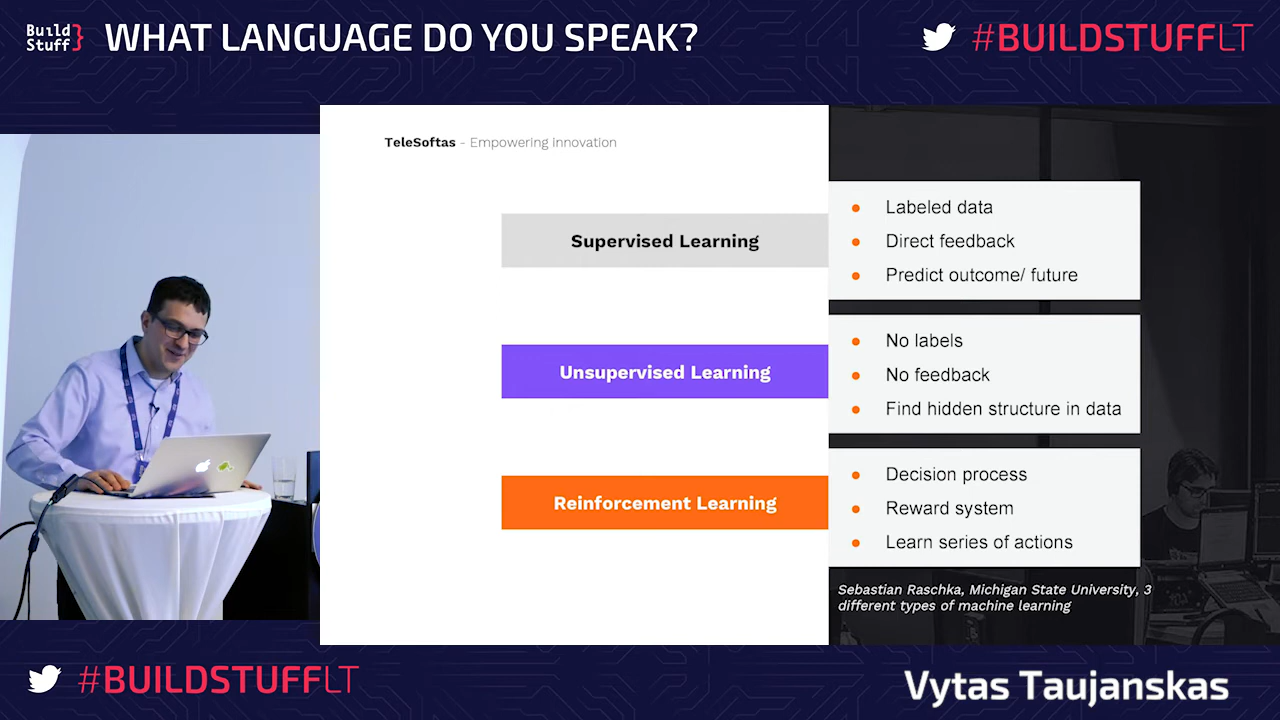 Build
Stuff}
WHAT LANGUAGE DO YOU SPEAK?
#BUILDSTUFFLT
TeleSoftas - Empowering innovation
Supervised Learning
● Labeled data
● Direct feedback
● Predict outcome/ future
Unsupervised Learning
● No labels
● No feedback
● Find hidden structure in data
Reinforcement Learning
● Decision process
● Reward system
● Learn series of actions
Sebastian Raschka, Michigan State University, 3
different types of machine learning
#BUILDSTUFFLT
Vytas Taujanskas